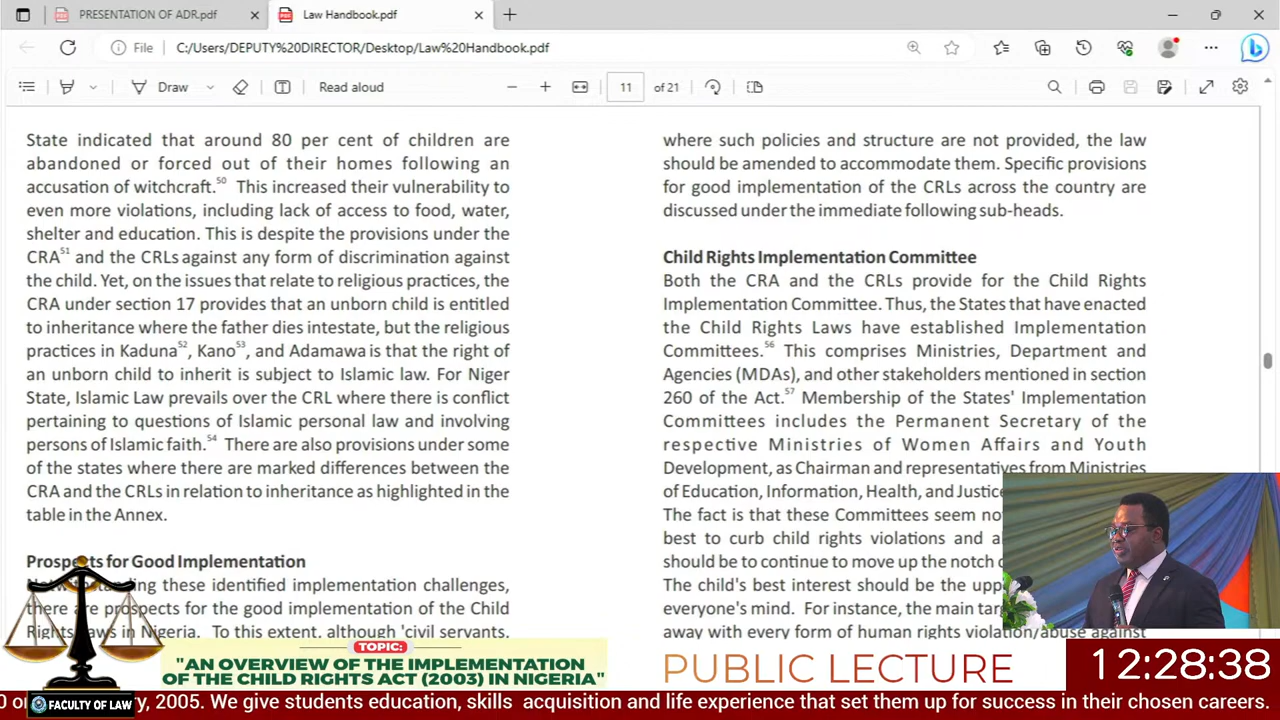 PRESENTATION OF ADR.pdf
Law Handbook.pdf
File
C:/Users/DEPUTY%20DIRECTOR/Desktop/Law%20Handbook.pdf
Draw
Read aloud
11
of 21
State indicated that around 80 per cent of children are
abandoned or forced out of their homes following an
accusation of witchcraft.50 This increased their vulnerability to
even more violations, including lack of access to food, water,
shelter and education. This is despite the provisions under the
CRA51 and the CRLs against any form of discrimination against
the child. Yet, on the issues that relate to religious practices, the
CRA under section 17 provides that an unborn child is entitled
to inheritance where the father dies intestate, but the religious
practices in Kaduna52, Kano53, and Adamawa is that the right of
an unborn child to inherit is subject to Islamic law. For Niger
State, Islamic Law prevails over the CRL where there is conflict
pertaining to questions of Islamic personal law and involving
persons of Islamic faith.54 There are also provisions under some
of the states where there are marked differences between the
CRA and the CRLs in relation to inheritance as highlighted in the
table in the Annex.
Prospects for Good Implementation
these identified implementation challenges,
there are prospects for the good implementation of the Child
Rights Laws in Nigeria. To this extent, although 'civil servants,
where such policies and structure are not provided, the law
should be amended to accommodate them. Specific provisions
for good implementation of the CRLs across the country are
discussed under the immediate following sub-heads.
Child Rights Implementation Committee
Both the CRA and the CRLs provide for the Child Rights
Implementation Committee. Thus, the States that have enacted
the Child Rights Laws have established Implementation
Committees.56 This comprises Ministries, Department and
Agencies (MDAs), and other stakeholders mentioned in section
260 of the Act.57 Membership of the States' Implementation
Committees includes the Permanent Secretary of the
respective Ministries of Women Affairs and Youth
Development, as Chairman and representatives from Ministries
of Education, Information, Health, and Justice
The fact is that these Committees seem
best to curb child rights violations and
should be to continue to move up the notch
The child's best interest should be the
everyone's mind. For instance, the main
away with every form of human rights violation/abuse against
TOPIC:
"AN OVERVIEW OF THE IMPLEMENTATION
OF THE CHILD RIGHTS ACT (2003) IN NIGERIA"
PUBLIC LECTURE
12:28:38
FACULTY OF LAW
ry, 2005. We give students education, skills acquisition and life experience that set them up for success in their chosen careers.